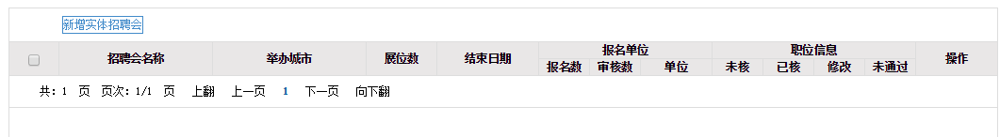 新增实体招聘会
招聘会名称 举办城市 展位数 结束日期 报名单位 职位信息 操作
报名数 审核数 单位 未核 已核 修改 未通过
共：1 页 页次：1/1 页 上翻 上一页 1 下一页 向下翻